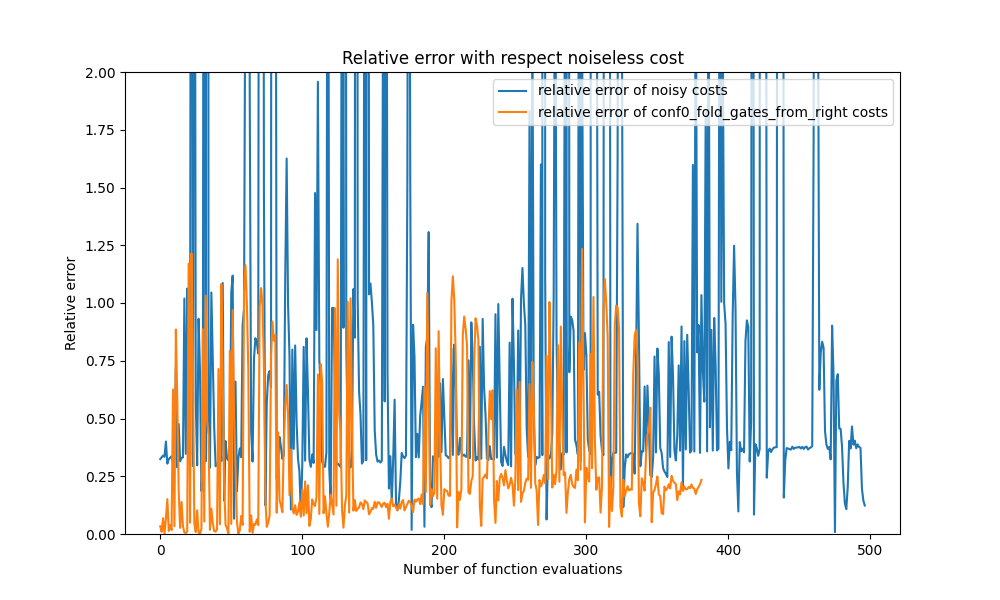 Relative error with respect noiseless cost
relative error of noisy costs
relative error of conf0_fold_gates_from_right costs
Relative error
2.00
1.75
1.50
1.25
1.00
0.75
0.50
0.25
0.00
0 100 200 300 400 500
Number of function evaluations